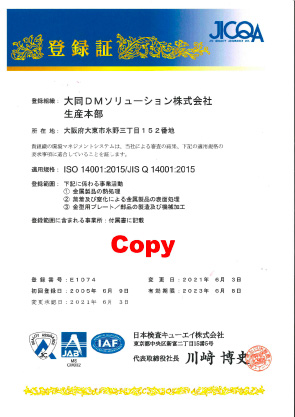 JICQA
登録証
登録組織： 大同ＤＭソリューション株式会社
生産本部
所 在 地： 大阪府大東市氷野三丁目１５２番地
貴組織の環境マネジメントシステムは、当社による審査の結果、下記の適用規格の
要求事項に適合していることを証します。
適用規格： ISO 14001:2015/JIS Q 14001:2015
登録範囲： 下記に係わる事業活動
① 金属製品の熱処理
② 蒸着及び窒化による金属製品の表面処理
③ 金型用プレート／部品の製造及び機械加工
登録範囲に含まれる事業所：付属書に記載
Copy
登 録 番 号：E1074 変 更 日：2021年 6月 3日
初回登録日：2005年 6月 9日 有効期限：2023年 6月 8日
変更承認日：2021年 6月 3日
JAB
MS
CM002
IAF
日本検査キューエイ株式会社
東京都中央区新富二丁目15番5号
代表取締役社長 川﨑 博史